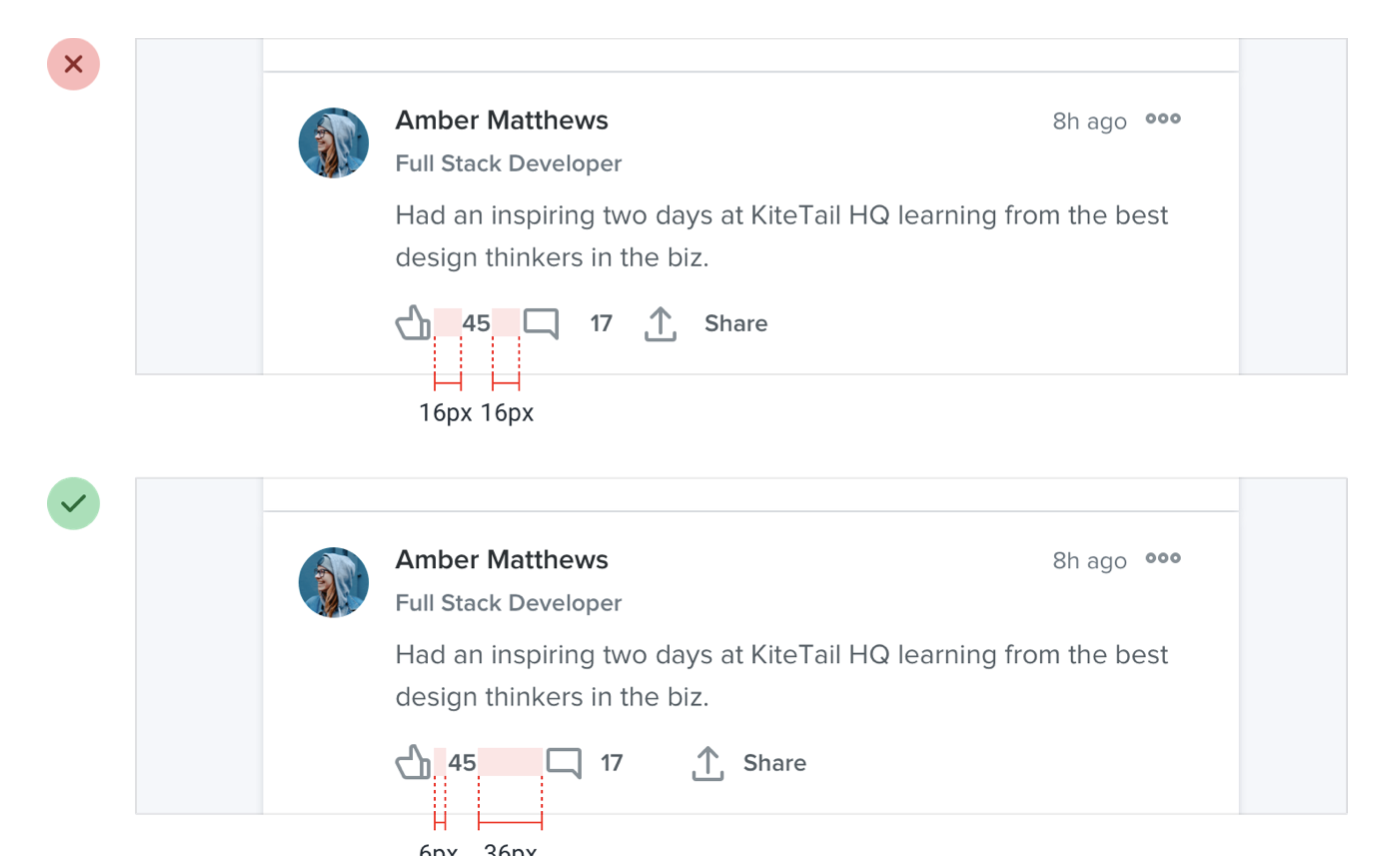 Amber Matthews 8h ago
Full Stack Developer
Had an inspiring two days at KiteTail HQ learning from the best
design thinkers in the biz.
45 17 Share
16px 16px
Amber Matthews 8h ago
Full Stack Developer
Had an inspiring two days at KiteTail HQ learning from the best
design thinkers in the biz.
45 17 Share
6px 36px